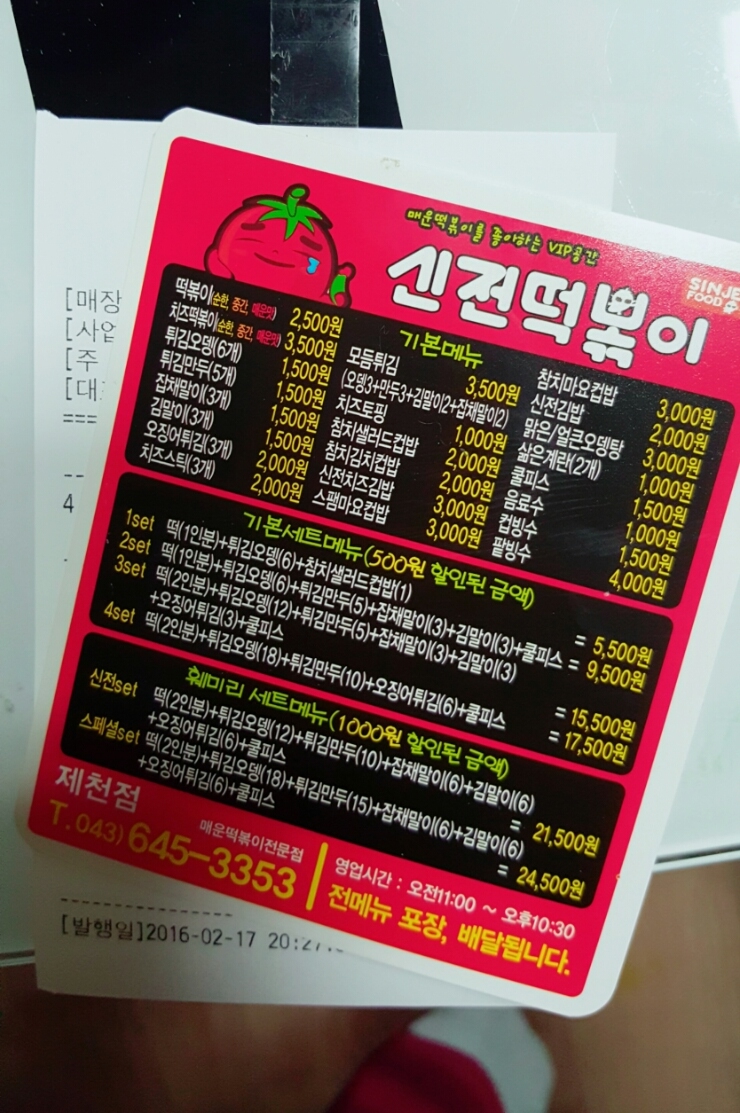 매운떡볶이를 좋아하는 VIP공간
신전떡볶이
SINJE
FOOD
기본메뉴
떡볶이(순한, 중간, 매운맛) 2,500원
치즈떡볶이(순한, 중간, 매운맛) 3,500원
튀김오뎅(6개) 1,500원
튀김만두(5개) 1,500원
잡채말이(3개) 1,500원
김말이(3개) 1,500원
오징어튀김(3개) 2,000원
치즈스틱(3개) 2,000원
모듬튀김 3,500원
(오뎅3+만두3+김말이2+잡채말이2)
치즈토핑 1,000원
참치샐러드컵밥 2,000원
참치김치컵밥 2,000원
신전치즈김밥 3,000원
스팸마요컵밥 3,000원
참치마요컵밥 3,000원
신전김밥 2,000원
맑은/얼큰오뎅탕 3,000원
삶은계란(2개) 1,000원
쿨피스 1,500원
음료수 1,000원
컵빙수 1,500원
팥빙수 4,000원
기본세트메뉴(500원 할인된 금액)
1set 떡(1인분)+튀김오뎅(6)+참치샐러드컵밥(1) = 5,500원
2set 떡(1인분)+튀김오뎅(6)+튀김만두(5)+잡채말이(3)+김말이(3)+쿨피스 = 9,500원
3set 떡(2인분)+튀김오뎅(12)+튀김만두(5)+잡채말이(3)+김말이(3)
+오징어튀김(3)+쿨피스 = 15,500원
4set 떡(2인분)+튀김오뎅(18)+튀김만두(10)+오징어튀김(6)+쿨피스 = 17,500원
훼미리 세트메뉴(1000원 할인된 금액)
신전set 떡(2인분)+튀김오뎅(12)+튀김만두(10)+잡채말이(6)+김말이(6)
+오징어튀김(6)+쿨피스 = 21,500원
스페셜set 떡(2인분)+튀김오뎅(18)+튀김만두(15)+잡채말이(6)+김말이(6)
+오징어튀김(6)+쿨피스 = 24,500원
제천점
매운떡볶이전문점
T.043) 645-3353
영업시간 : 오전11:00 ~ 오후10:30
전메뉴 포장, 배달됩니다.
[매장
[사업
[주
[대
4
[발행일]2016-02-17 20:27